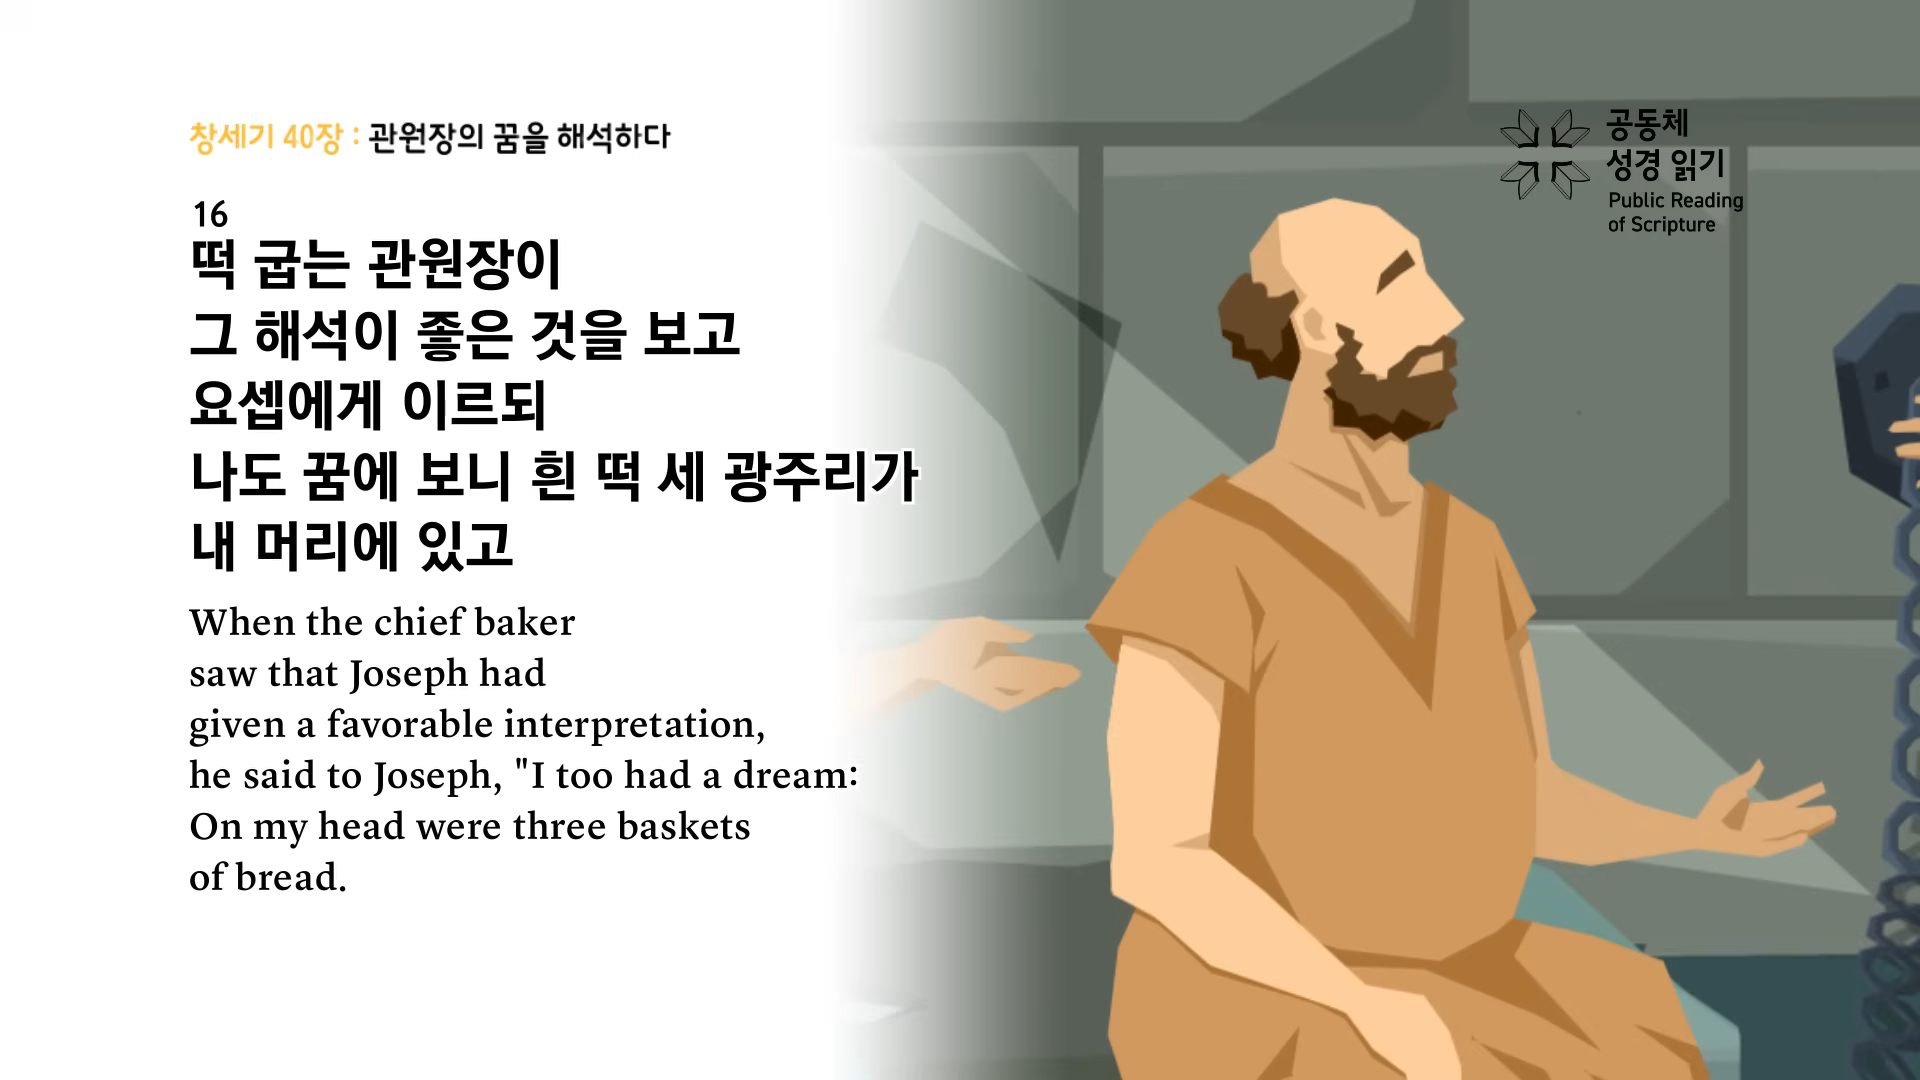 창세기 40장 : 관원장의 꿈을 해석하다
16
떡 굽는 관원장이
그 해석이 좋은 것을 보고
요셉에게 이르되
나도 꿈에 보니 흰 떡 세 광주리가
내 머리에 있고
When the chief baker
saw that Joseph had
given a favorable interpretation,
he said to Joseph, "I too had a dream:
On my head were three baskets
of bread.
공동체
성경 읽기
Public Reading
of Scripture